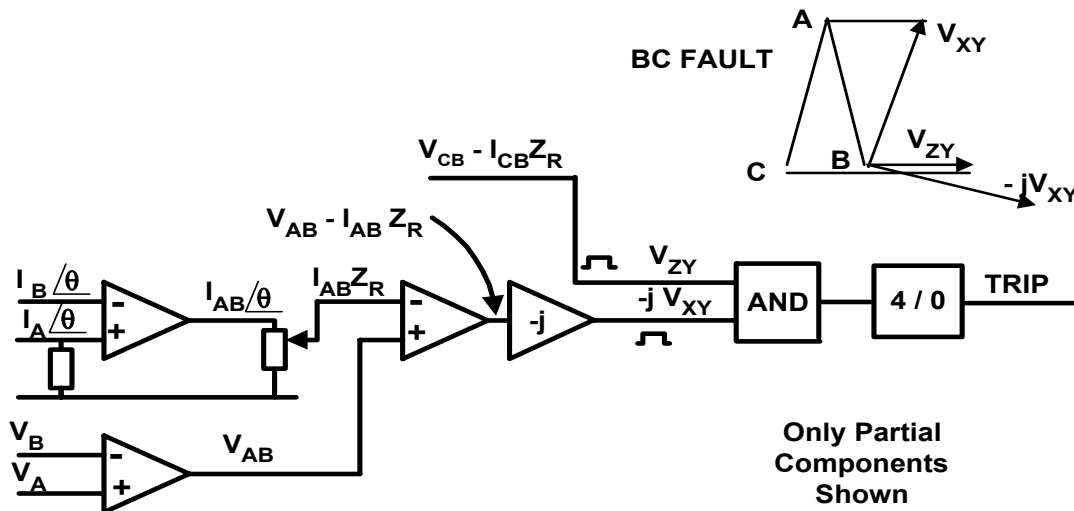 A
V_XY
BC FAULT
V_ZY
C
B
- jV_XY
V_CB - I_CB Z_R
V_AB - I_AB Z_R
I_B /θ
I_AB /θ
I_AB Z_R
V_ZY
-j V_XY
TRIP
-
I_A /θ
+
-
+
-j
AND
4 / 0
V_B
-
V_AB
V_A
+
Only Partial
Components
Shown